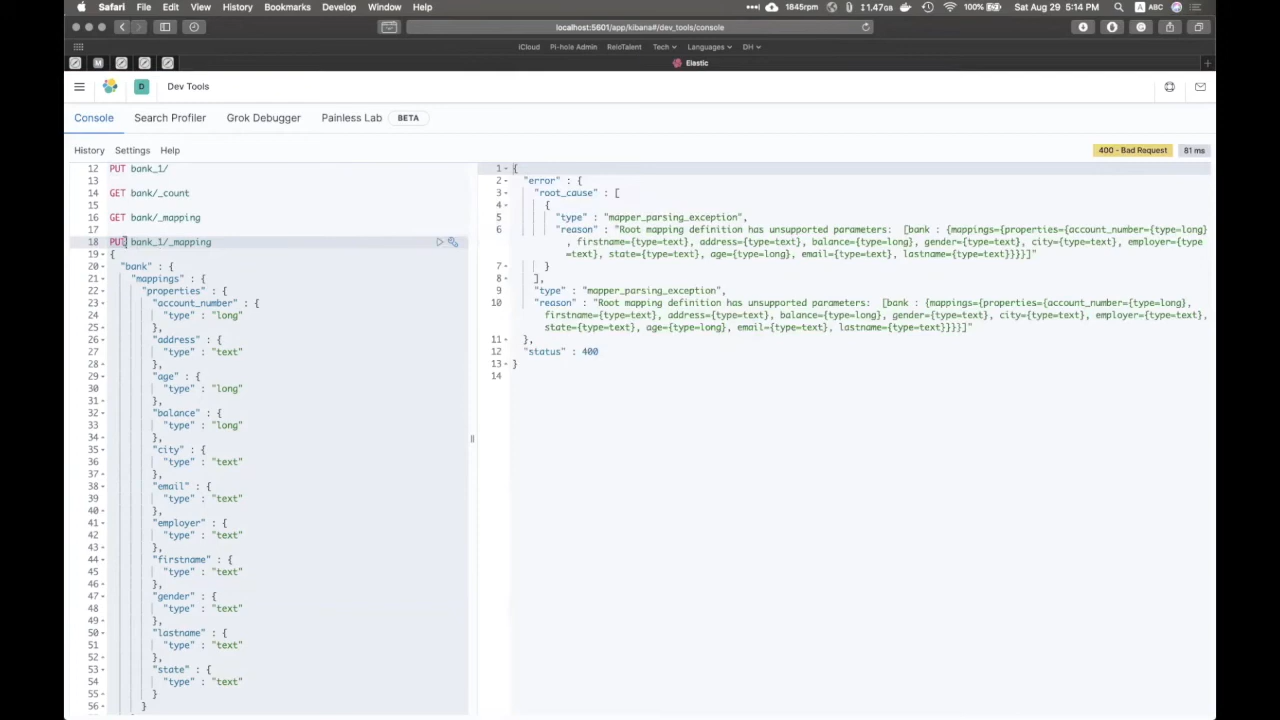 Safari File Edit View History Bookmarks Develop Window Help 1845rpm 1.47GB 100% Sat Aug 29 5:14 PM ABC
localhost:5601/app/kibana#/dev_tools/console
iCloud Pi-hole Admin ReloTalent Tech Languages DH
M Elastic
D Dev Tools
Console Search Profiler Grok Debugger Painless Lab BETA
History Settings Help 400 - Bad Request 81 ms
12 PUT bank_1/
13
14 GET bank/_count
15
16 GET bank/_mapping
17
18 PUT bank_1/_mapping
19 {
20 "bank" : {
21 "mappings" : {
22 "properties" : {
23 "account_number" : {
24 "type" : "long"
25 },
26 "address" : {
27 "type" : "text"
28 },
29 "age" : {
30 "type" : "long"
31 },
32 "balance" : {
33 "type" : "long"
34 },
35 "city" : {
36 "type" : "text"
37 },
38 "email" : {
39 "type" : "text"
40 },
41 "employer" : {
42 "type" : "text"
43 },
44 "firstname" : {
45 "type" : "text"
46 },
47 "gender" : {
48 "type" : "text"
49 },
50 "lastname" : {
51 "type" : "text"
52 },
53 "state" : {
54 "type" : "text"
55 }
56 }
1 {
2 "error" : {
3 "root_cause" : [
4 {
5 "type" : "mapper_parsing_exception",
6 "reason" : "Root mapping definition has unsupported parameters:  [bank : {mappings={properties={account_number={type=long}
, firstname={type=text}, address={type=text}, balance={type=long}, gender={type=text}, city={type=text}, employer={type
=text}, state={type=text}, age={type=long}, email={type=text}, lastname={type=text}}}}]"
7 }
8 ],
9 "type" : "mapper_parsing_exception",
10 "reason" : "Root mapping definition has unsupported parameters:  [bank : {mappings={properties={account_number={type=long},
firstname={type=text}, address={type=text}, balance={type=long}, gender={type=text}, city={type=text}, employer={type=text},
state={type=text}, age={type=long}, email={type=text}, lastname={type=text}}}}]"
11 },
12 "status" : 400
13 }
14